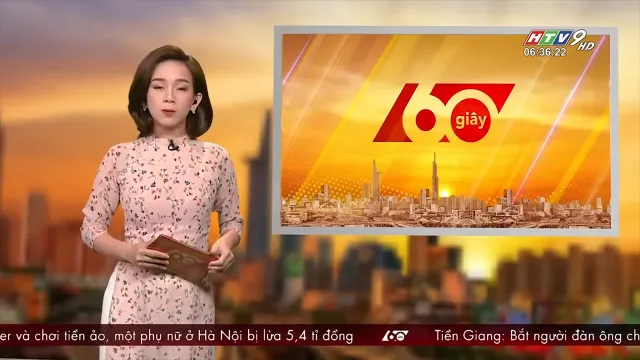 HTV9 HD
06:36:22
60 giây
er và chơi tiền ảo, một phụ nữ ở Hà Nội bị lừa 5,4 tỉ đồng 60 Tiền Giang: Bắt người đàn ông ch